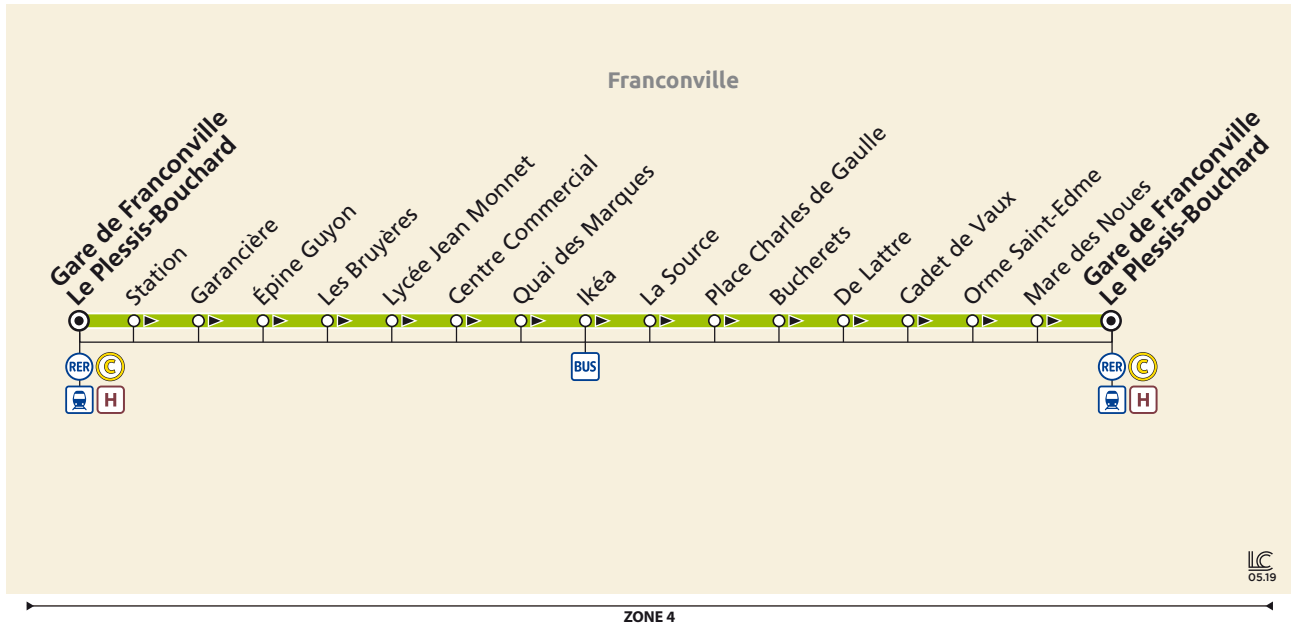 Franconville
Gare de Franconville
Le Plessis-Bouchard
Station
Garancière
Épine Guyon
Les Bruyères
Lycée Jean Monnet
Centre Commercial
Quai des Marques
Ikéa
La Source
Place Charles de Gaulle
Bucherets
De Lattre
Cadet de Vaux
Orme Saint-Edme
Mare des Noues
Gare de Franconville
Le Plessis-Bouchard
RER C
H
BUS
RER C
H
LC
05.19
ZONE 4